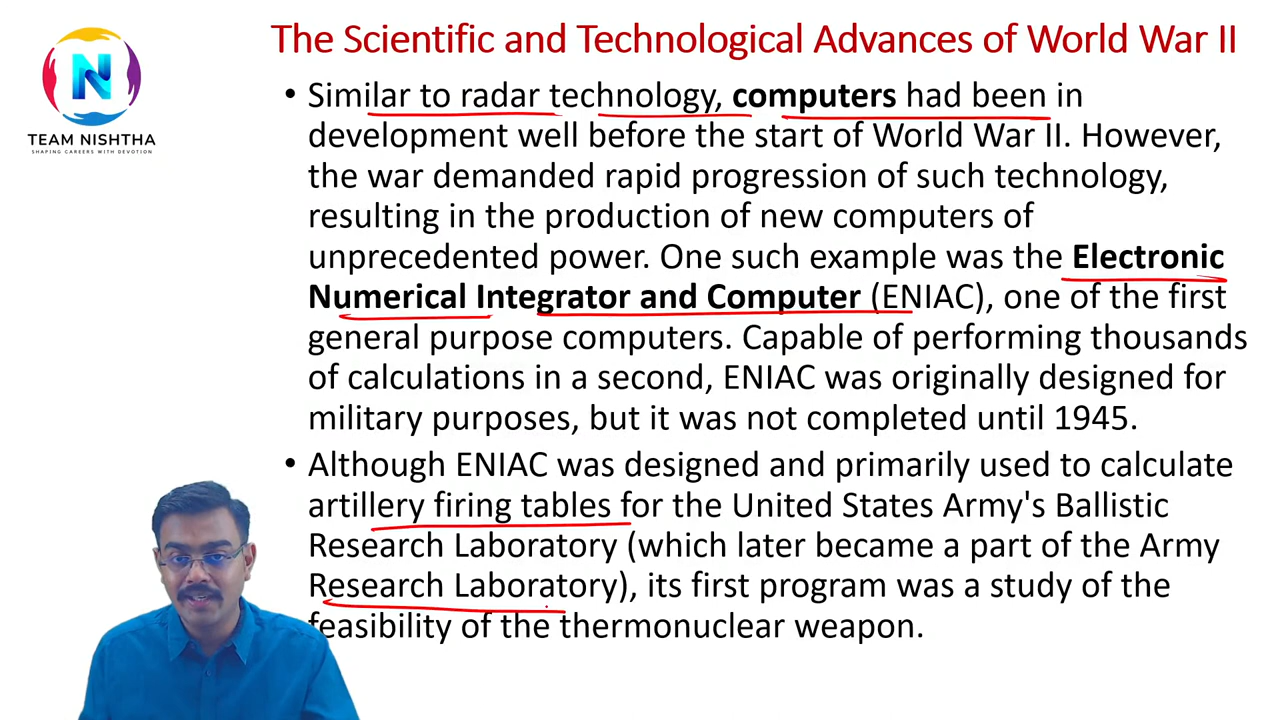 The Scientific and Technological Advances of World War II
N
TEAM NISHTHA
SHAPING CAREERS WITH DEVOTION
• Similar to radar technology, computers had been in
development well before the start of World War II. However,
the war demanded rapid progression of such technology,
resulting in the production of new computers of
unprecedented power. One such example was the Electronic
Numerical Integrator and Computer (ENIAC), one of the first
general purpose computers. Capable of performing thousands
of calculations in a second, ENIAC was originally designed for
military purposes, but it was not completed until 1945.
• Although ENIAC was designed and primarily used to calculate
artillery firing tables for the United States Army's Ballistic
Research Laboratory (which later became a part of the Army
Research Laboratory), its first program was a study of the
feasibility of the thermonuclear weapon.